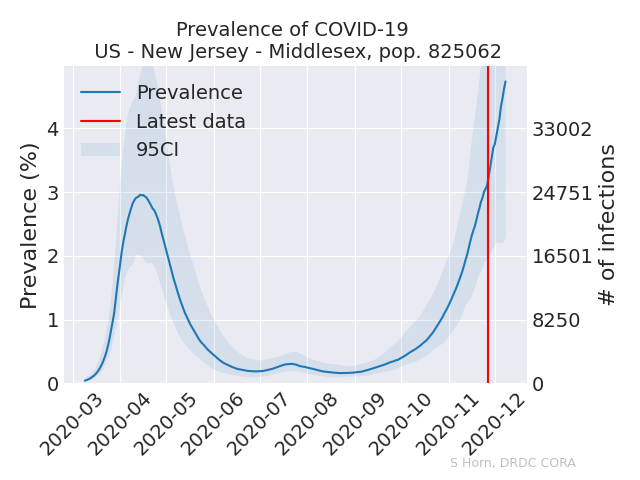 Prevalence of COVID-19
US - New Jersey - Middlesex, pop. 825062
Prevalence
Latest data
95CI
Prevalence (%)
4
3
2
1
0
33002
24751
16501
8250
0
# of infections
2020-03
2020-04
2020-05
2020-06
2020-07
2020-08
2020-09
2020-10
2020-11
2020-12
S Horn, DRDC CORA